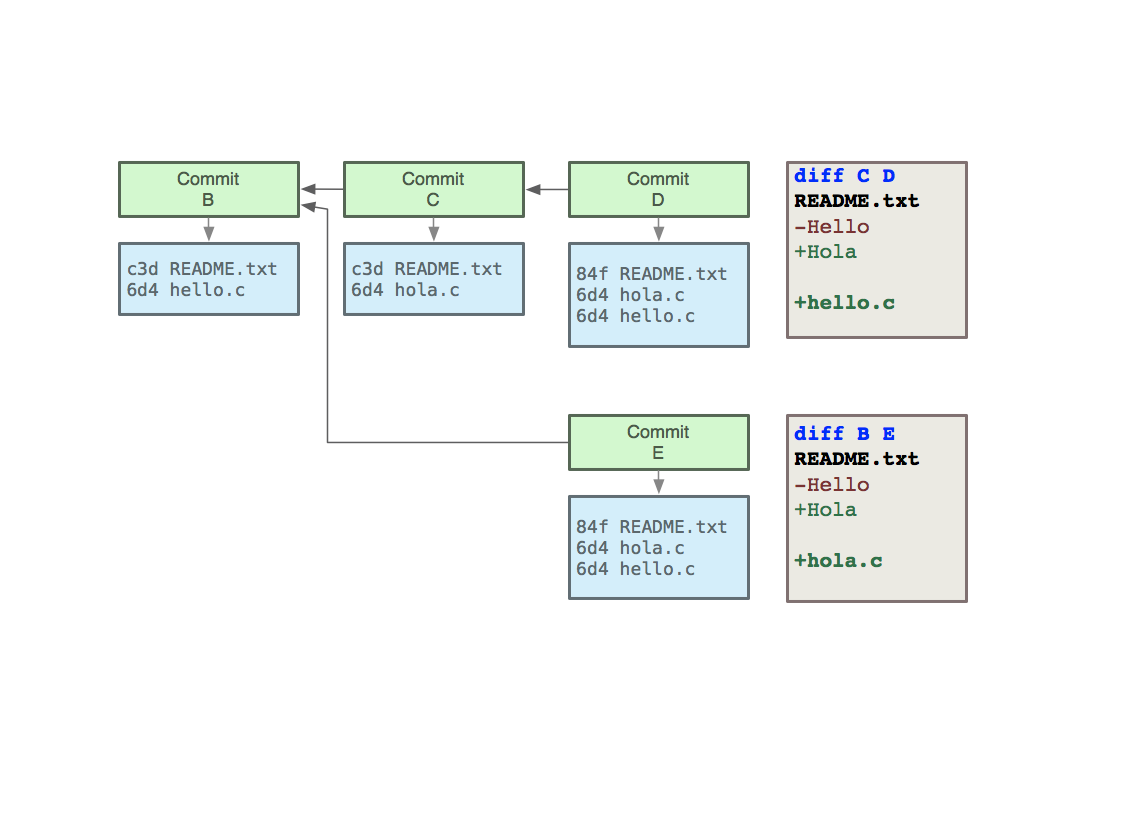 Commit
B
Commit
C
Commit
D
c3d README.txt
6d4 hello.c
c3d README.txt
6d4 hola.c
84f README.txt
6d4 hola.c
6d4 hello.c
diff C D
README.txt
-Hello
+Hola
+hello.c
Commit
E
84f README.txt
6d4 hola.c
6d4 hello.c
diff B E
README.txt
-Hello
+Hola
+hola.c